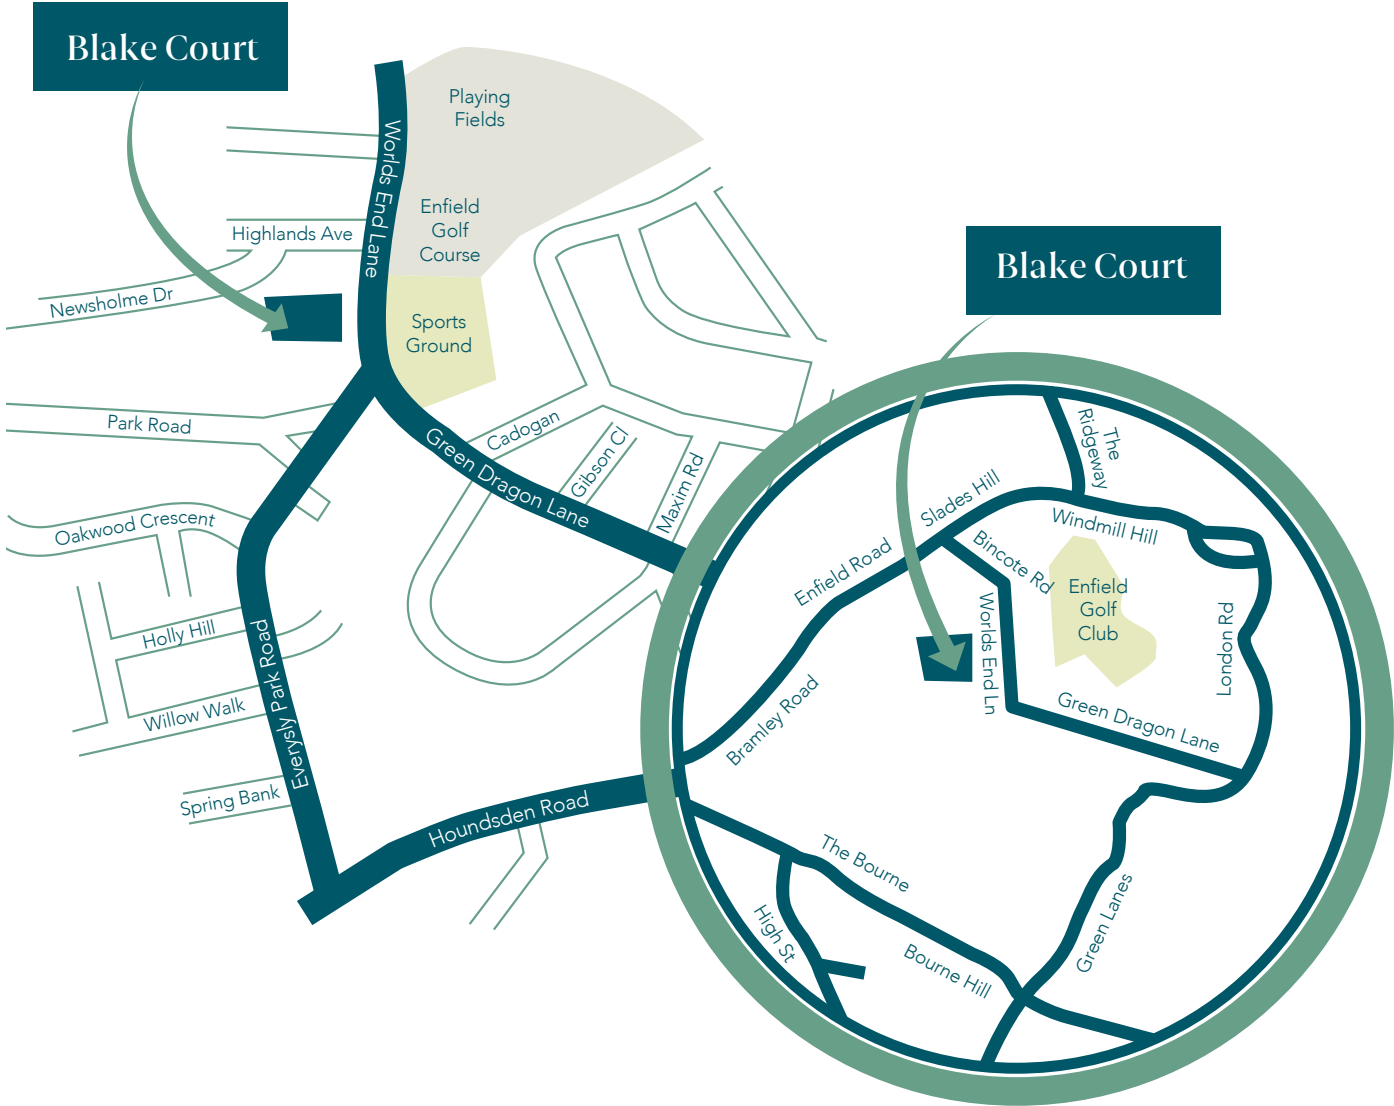 Blake Court
Playing
Fields
Worlds End Lane
Enfield
Golf
Course
Highlands Ave
Newsholme Dr
Sports
Ground
Park Road
Cadogan
Green Dragon Lane
Gibson Cl
Maxim Rd
Oakwood Crescent
Holly Hill
Willow Walk
Everysly Park Road
Spring Bank
Houndsden Road
Blake Court
The
Ridgeway
Slades Hill
Windmill Hill
Enfield Road
Bincote Rd
Enfield
Golf
Club
Worlds End Ln
London Rd
Bramley Road
Green Dragon Lane
The Bourne
High St
Bourne Hill
Green Lanes